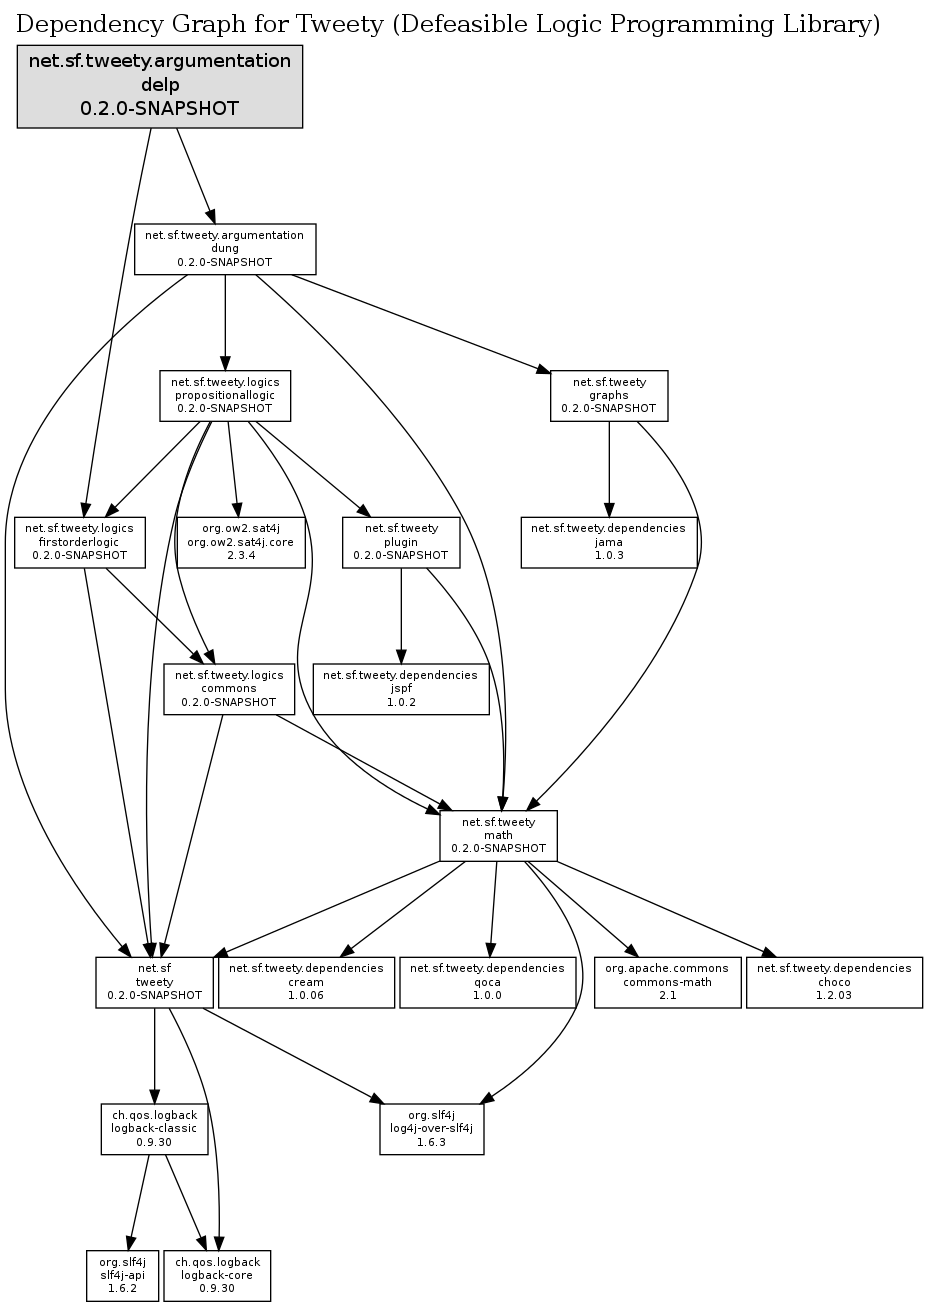 Dependency Graph for Tweety (Defeasible Logic Programming Library)
net.sf.tweety.argumentation
delp
0.2.0-SNAPSHOT
net.sf.tweety.argumentation
dung
0.2.0-SNAPSHOT
net.sf.tweety.logics
propositionallogic
0.2.0-SNAPSHOT
net.sf.tweety
graphs
0.2.0-SNAPSHOT
net.sf.tweety.logics
firstorderlogic
0.2.0-SNAPSHOT
org.ow2.sat4j
org.ow2.sat4j.core
2.3.4
net.sf.tweety
plugin
0.2.0-SNAPSHOT
net.sf.tweety.dependencies
jama
1.0.3
net.sf.tweety.logics
commons
0.2.0-SNAPSHOT
net.sf.tweety.dependencies
jspf
1.0.2
net.sf.tweety
math
0.2.0-SNAPSHOT
net.sf
tweety
0.2.0-SNAPSHOT
net.sf.tweety.dependencies
cream
1.0.06
net.sf.tweety.dependencies
qoca
1.0.0
org.apache.commons
commons-math
2.1
net.sf.tweety.dependencies
choco
1.2.03
ch.qos.logback
logback-classic
0.9.30
org.slf4j
log4j-over-slf4j
1.6.3
org.slf4j
slf4j-api
1.6.2
ch.qos.logback
logback-core
0.9.30